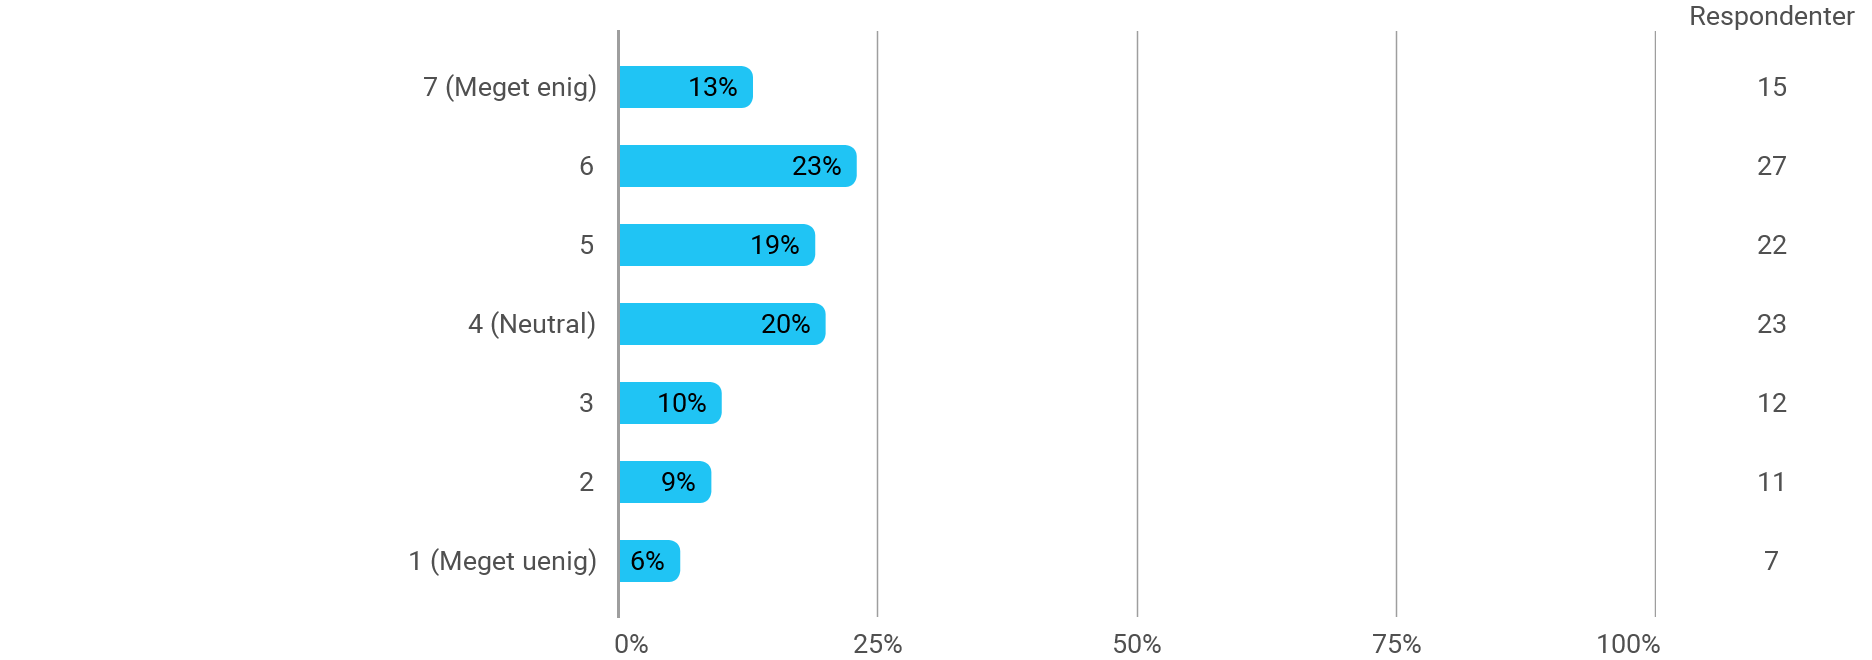 Respondenter
7 (Meget enig) 13% 15
6 23% 27
5 19% 22
4 (Neutral) 20% 23
3 10% 12
2 9% 11
1 (Meget uenig) 6% 7
0% 25% 50% 75% 100%